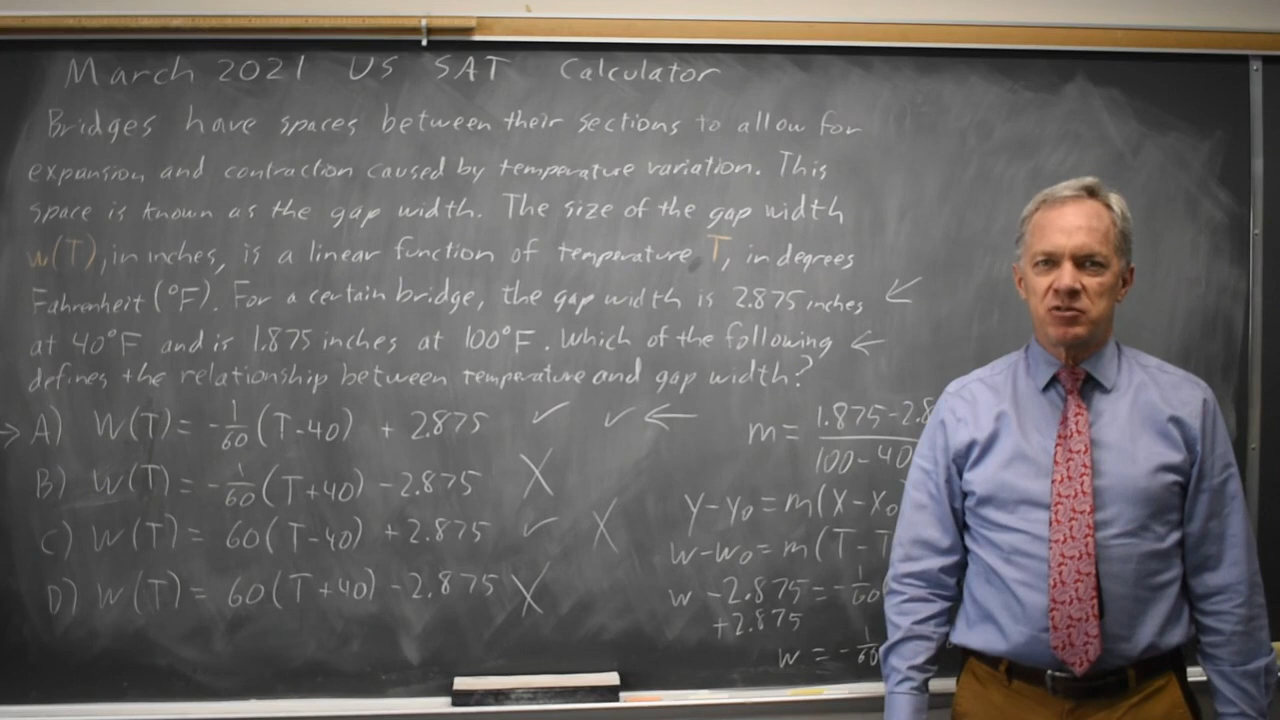 March 2021 US SAT Calculator
Bridges have spaces between their sections to allow for
expansion and contraction caused by temperature variation. This
space is known as the gap width. The size of the gap width
w(T), in inches, is a linear function of temperature T, in degrees
Fahrenheit (°F). For a certain bridge, the gap width is 2.875 inches ←
at 40°F and is 1.875 inches at 100°F. Which of the following ←
defines the relationship between temperature and gap width?
→ A) W(T) = -1/60(T-40) + 2.875 ✓ ✓ ←
B) W(T) = -1/60(T+40) - 2.875 X
C) W(T) = 60(T-40) + 2.875 ✓ X
D) W(T) = 60(T+40) - 2.875 X
m = 1.875-2.8
100-40
Y-Y₀ = m(X-X₀
W-W₀ = m(T-T
W -2.875 = -1/60
+2.875
W = -1/60